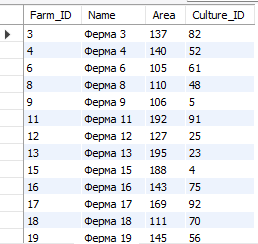 Farm_ID Name Area Culture_ID
3 Ферма 3 137 82
4 Ферма 4 140 52
6 Ферма 6 105 61
8 Ферма 8 110 48
9 Ферма 9 106 5
11 Ферма 11 192 91
12 Ферма 12 127 25
13 Ферма 13 195 23
15 Ферма 15 188 4
16 Ферма 16 143 75
17 Ферма 17 169 92
18 Ферма 18 111 70
19 Ферма 19 145 56